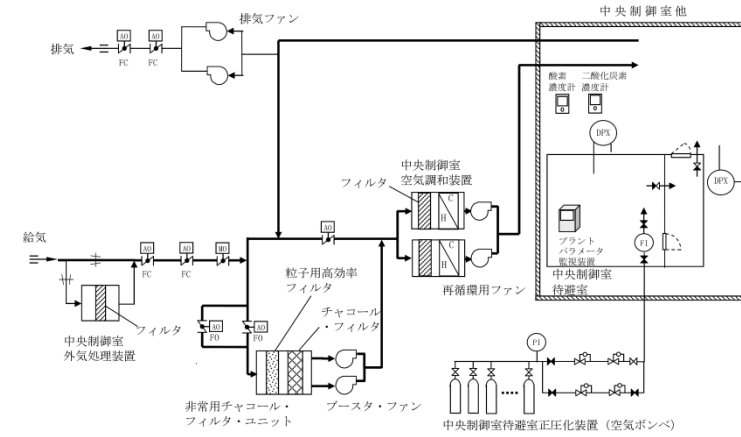 中央制御室他
排気ファン
排気
AO
AO
FC
FC
酸素
濃度計
二酸化炭素
濃度計
DPX
DPX
中央制御室
空気調和装置
フィルタ
C
H
C
H
再循環用ファン
プラント
パラメータ
監視装置
中央制御室
待避室
FI
給気
AO
AO
MO
FC
FC
AO
フィルタ
中央制御室
外気処理装置
粒子用高効率
フィルタ
チャコール
・フィルタ
AO
FO
AO
FO
非常用チャコール・
フィルタ・ユニット
ブースタ・ファン
PI
中央制御室待避室正圧化装置（空気ボンベ）